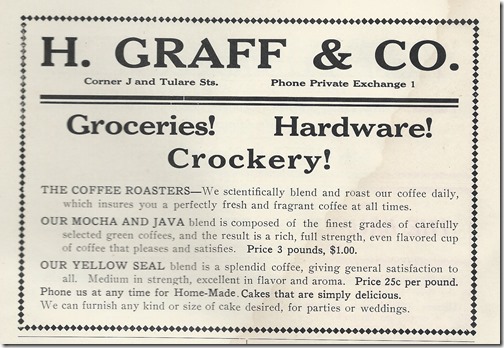 H. GRAFF & CO.
Corner J and Tulare Sts. Phone Private Exchange 1
Groceries! Hardware!
Crockery!
THE COFFEE ROASTERS—We scientifically blend and roast our coffee daily,
which insures you a perfectly fresh and fragrant coffee at all times.
OUR MOCHA AND JAVA blend is composed of the finest grades of carefully
selected green coffees, and the result is a rich, full strength, even flavored cup
of coffee that pleases and satisfies. Price 3 pounds, $1.00.
OUR YELLOW SEAL blend is a splendid coffee, giving general satisfaction to
all. Medium in strength, excellent in flavor and aroma. Price 25c per pound.
Phone us at any time for Home-Made Cakes that are simply delicious.
We can furnish any kind or size of cake desired, for parties or weddings.